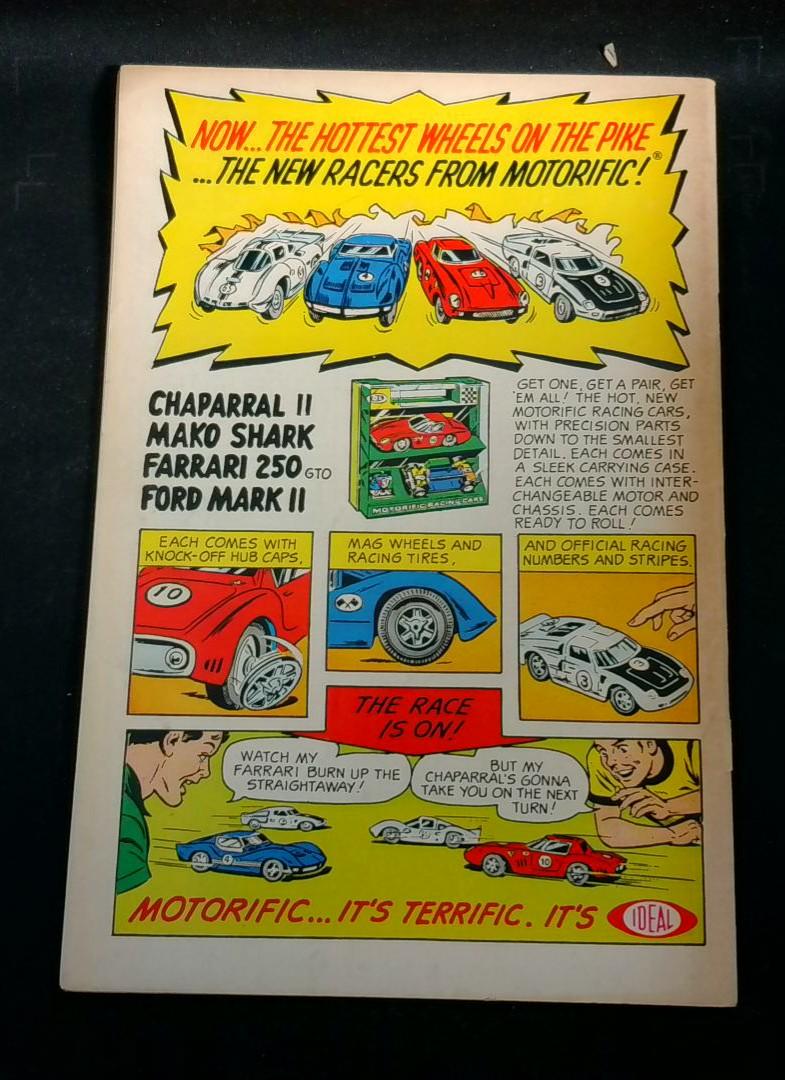 NOW... THE HOTTEST WHEELS ON THE PIKE
...THE NEW RACERS FROM MOTORIFIC!®
CHAPARRAL II
MAKO SHARK
FARRARI 250 GTO
FORD MARK II
MOTORIFIC RACING CARS
GET ONE, GET A PAIR, GET
'EM ALL! THE HOT, NEW
MOTORIFIC RACING CARS,
WITH PRECISION PARTS
DOWN TO THE SMALLEST
DETAIL. EACH COMES IN
A SLEEK CARRYING CASE.
EACH COMES WITH INTER-
CHANGEABLE MOTOR AND
CHASSIS. EACH COMES
READY TO ROLL!
EACH COMES WITH
KNOCK-OFF HUB CAPS,
10
MAG WHEELS AND
RACING TIRES,
AND OFFICIAL RACING
NUMBERS AND STRIPES.
3
3
THE RACE
IS ON!
WATCH MY
FARRARI BURN UP THE
STRAIGHTAWAY!
BUT MY
CHAPARRAL'S GONNA
TAKE YOU ON THE NEXT
TURN!
10
MOTORIFIC... IT'S TERRIFIC. IT'S IDEAL